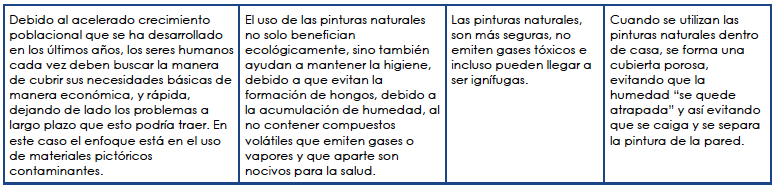 Debido al acelerado crecimiento
poblacional que se ha desarrollado
en los últimos años, los seres humanos
cada vez deben buscar la manera
de cubrir sus necesidades básicas de
manera económica, y rápida,
dejando de lado los problemas a
largo plazo que esto podría traer. En
este caso el enfoque está en el uso
de materiales pictóricos
contaminantes.
El uso de las pinturas naturales
no solo benefician
ecológicamente, sino también
ayudan a mantener la higiene,
debido a que evitan la
formación de hongos, debido a
la acumulación de humedad, al
no contener compuestos
volátiles que emiten gases o
vapores y que aparte son
nocivos para la salud.
Las pinturas naturales,
son más seguras, no
emiten gases tóxicos e
incluso pueden llegar a
ser ignífugas.
Cuando se utilizan las
pinturas naturales dentro
de casa, se forma una
cubierta porosa,
evitando que la
humedad “se quede
atrapada” y así evitando
que se caiga y se separa
la pintura de la pared.